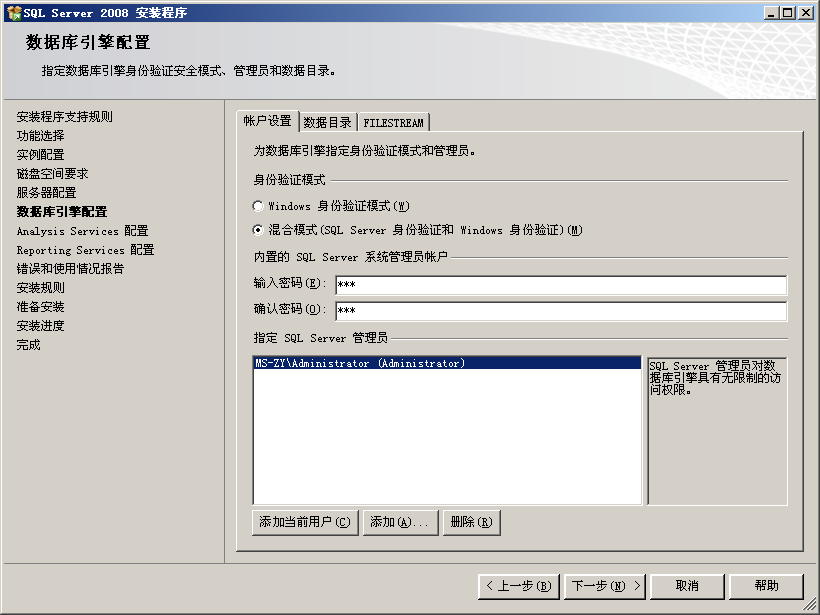 SQL Server 2008 安装程序
数据库引擎配置
指定数据库引擎身份验证安全模式、管理员和数据目录。
安装程序支持规则
功能选择
实例配置
磁盘空间要求
服务器配置
数据库引擎配置
Analysis Services 配置
Reporting Services 配置
错误和使用情况报告
安装规则
准备安装
安装进度
完成
帐户设置 数据目录 FILESTREAM
为数据库引擎指定身份验证模式和管理员。
身份验证模式
Windows 身份验证模式(W)
混合模式(SQL Server 身份验证和 Windows 身份验证)(M)
内置的 SQL Server 系统管理员帐户
输入密码(E): ***
确认密码(O): ***
指定 SQL Server 管理员
MS-ZY\Administrator (Administrator)
SQL Server 管理员对数
据库引擎具有无限制的访
问权限。
添加当前用户(C) 添加(A)... 删除(R)
< 上一步(B) 下一步(N) > 取消 帮助